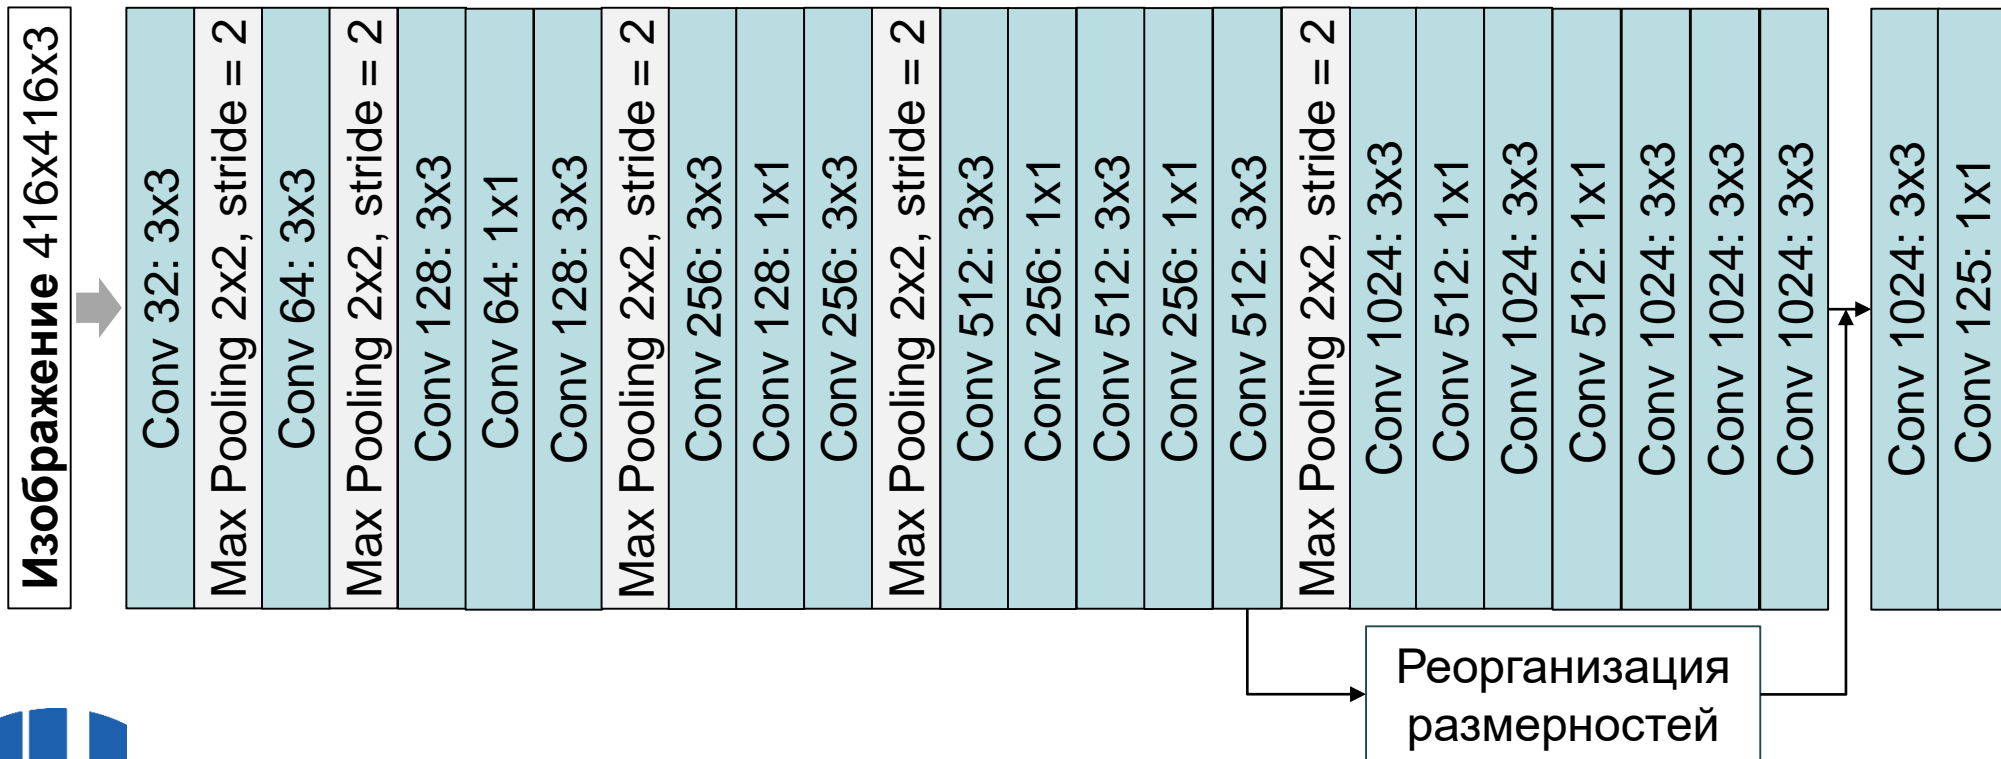 Изображение 416x416x3
Conv 32: 3x3
Max Pooling 2x2, stride = 2
Conv 64: 3x3
Max Pooling 2x2, stride = 2
Conv 128: 3x3
Conv 64: 1x1
Conv 128: 3x3
Max Pooling 2x2, stride = 2
Conv 256: 3x3
Conv 128: 1x1
Conv 256: 3x3
Max Pooling 2x2, stride = 2
Conv 512: 3x3
Conv 256: 1x1
Conv 512: 3x3
Conv 256: 1x1
Conv 512: 3x3
Max Pooling 2x2, stride = 2
Conv 1024: 3x3
Conv 512: 1x1
Conv 1024: 3x3
Conv 512: 1x1
Conv 1024: 3x3
Conv 1024: 3x3
Conv 1024: 3x3
Conv 1024: 3x3
Conv 125: 1x1
Реорганизация
размерностей